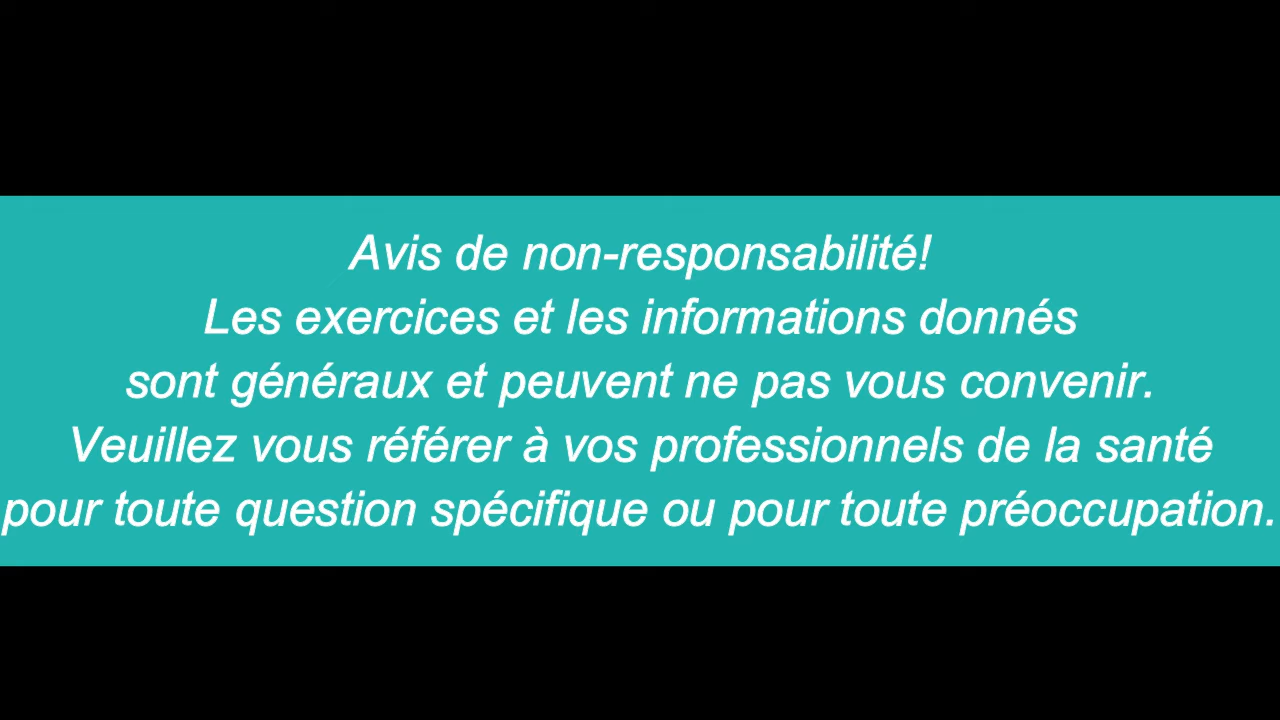 Avis de non-responsabilité!
Les exercices et les informations donnés
sont généraux et peuvent ne pas vous convenir.
Veuillez vous référer à vos professionnels de la santé
pour toute question spécifique ou pour toute préoccupation.